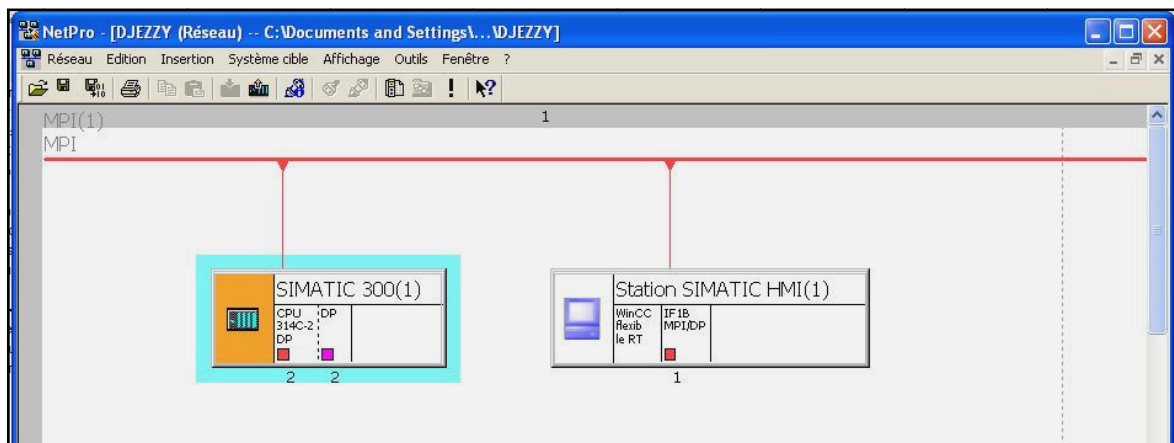 NetPro - [DJEZZY (Réseau) -- C:\Documents and Settings\...\DJEZZY]
Réseau Edition Insertion Système cible Affichage Outils Fenêtre ?
MPI(1) 1
MPI
SIMATIC 300(1)
CPU
314C-2
DP
DP
2 2
Station SIMATIC HMI(1)
WinCC
flexib
le RT
IF1B
MPI/DP
1